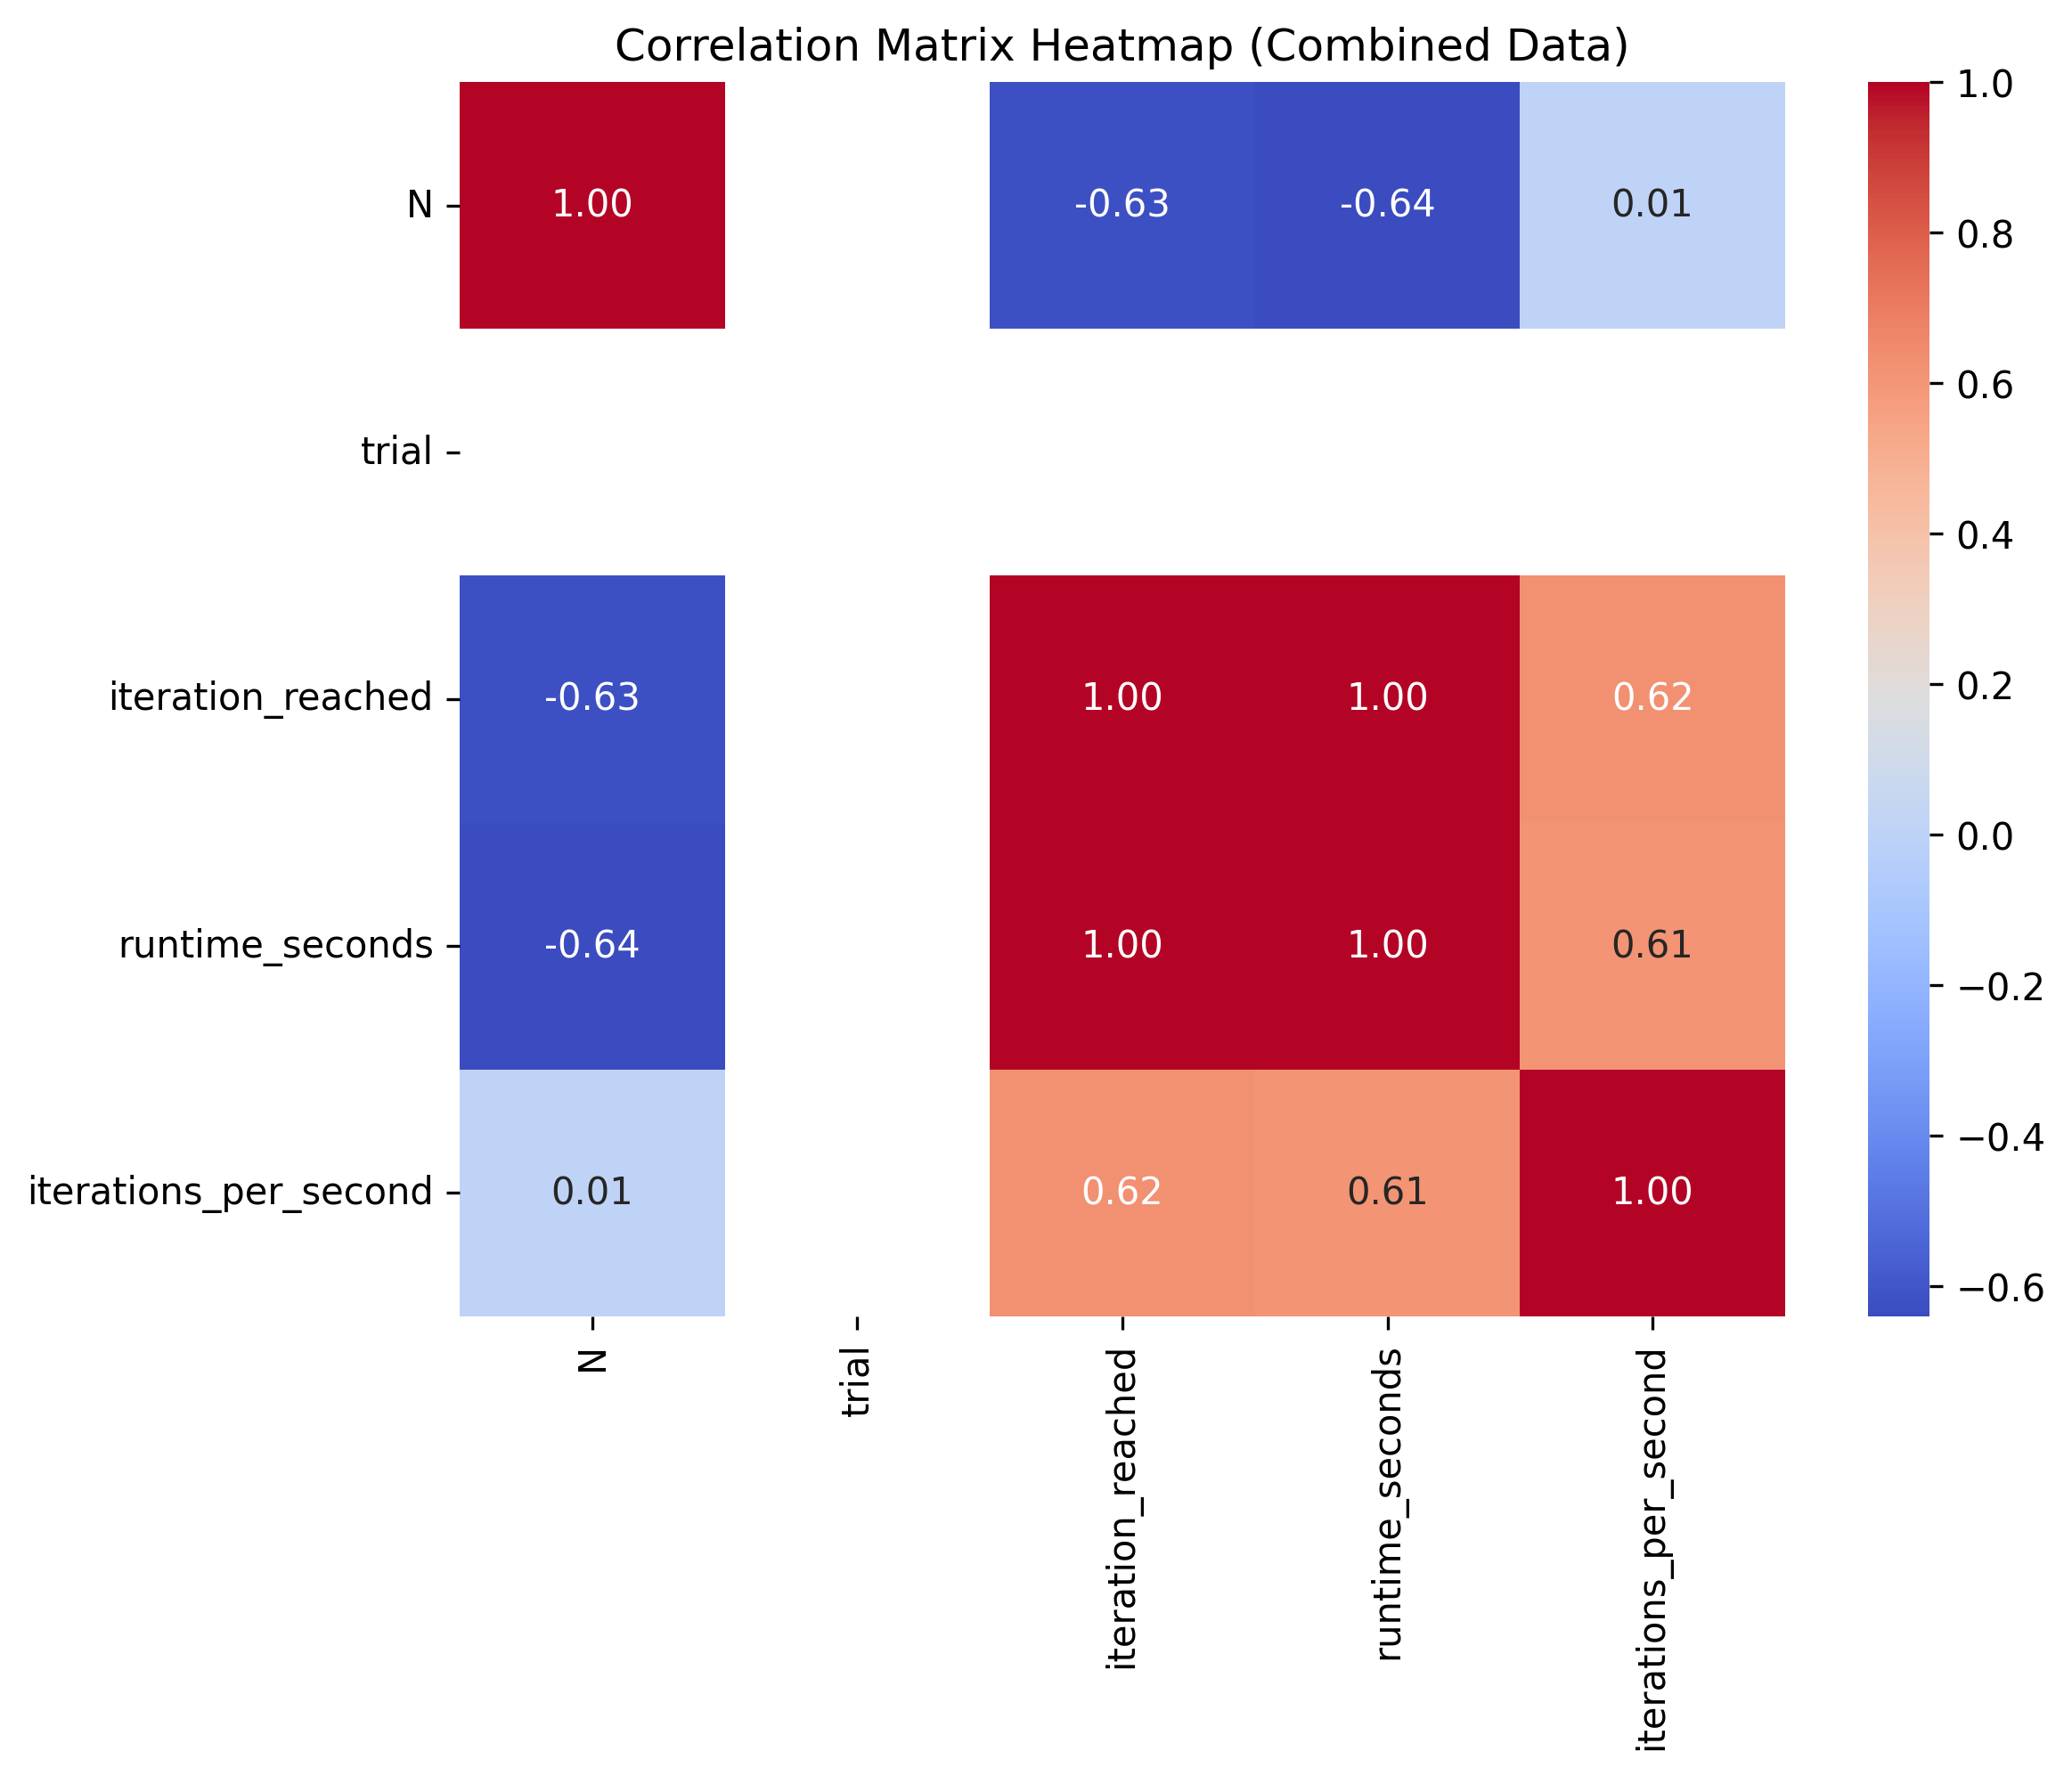 Correlation Matrix Heatmap (Combined Data)
N 1.00 -0.63 -0.64 0.01
trial
iteration_reached -0.63 1.00 1.00 0.62
runtime_seconds -0.64 1.00 1.00 0.61
iterations_per_second 0.01 0.62 0.61 1.00
N trial iteration_reached runtime_seconds iterations_per_second
1.0
0.8
0.6
0.4
0.2
0.0
−0.2
−0.4
−0.6